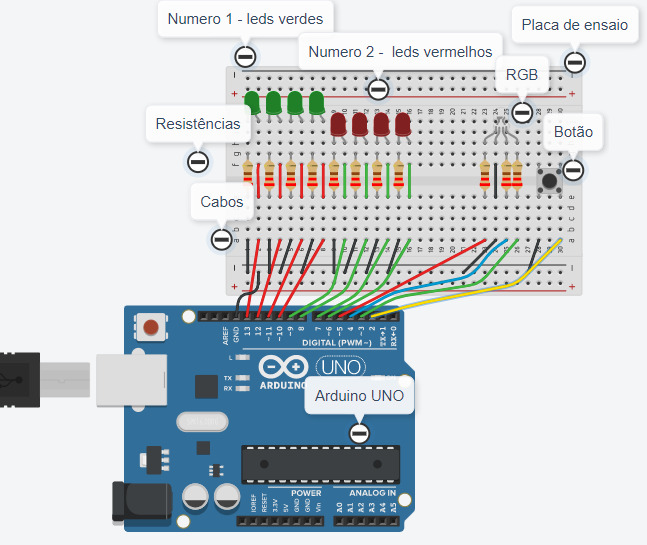 Numero 1 - leds verdes
Placa de ensaio
Numero 2 - leds vermelhos
RGB
Resistências
Botão
Cabos
AREF
GND
13
12
~11
~10
~9
8
7
~6
~5
4
~3
2
TX→1
RX←0
DIGITAL (PWM~)
L
TX
RX
UNO
ARDUINO
Arduino UNO
POWER
ANALOG IN
IOREF
RESET
3.3V
5V
GND
GND
Vin
A0
A1
A2
A3
A4
A5